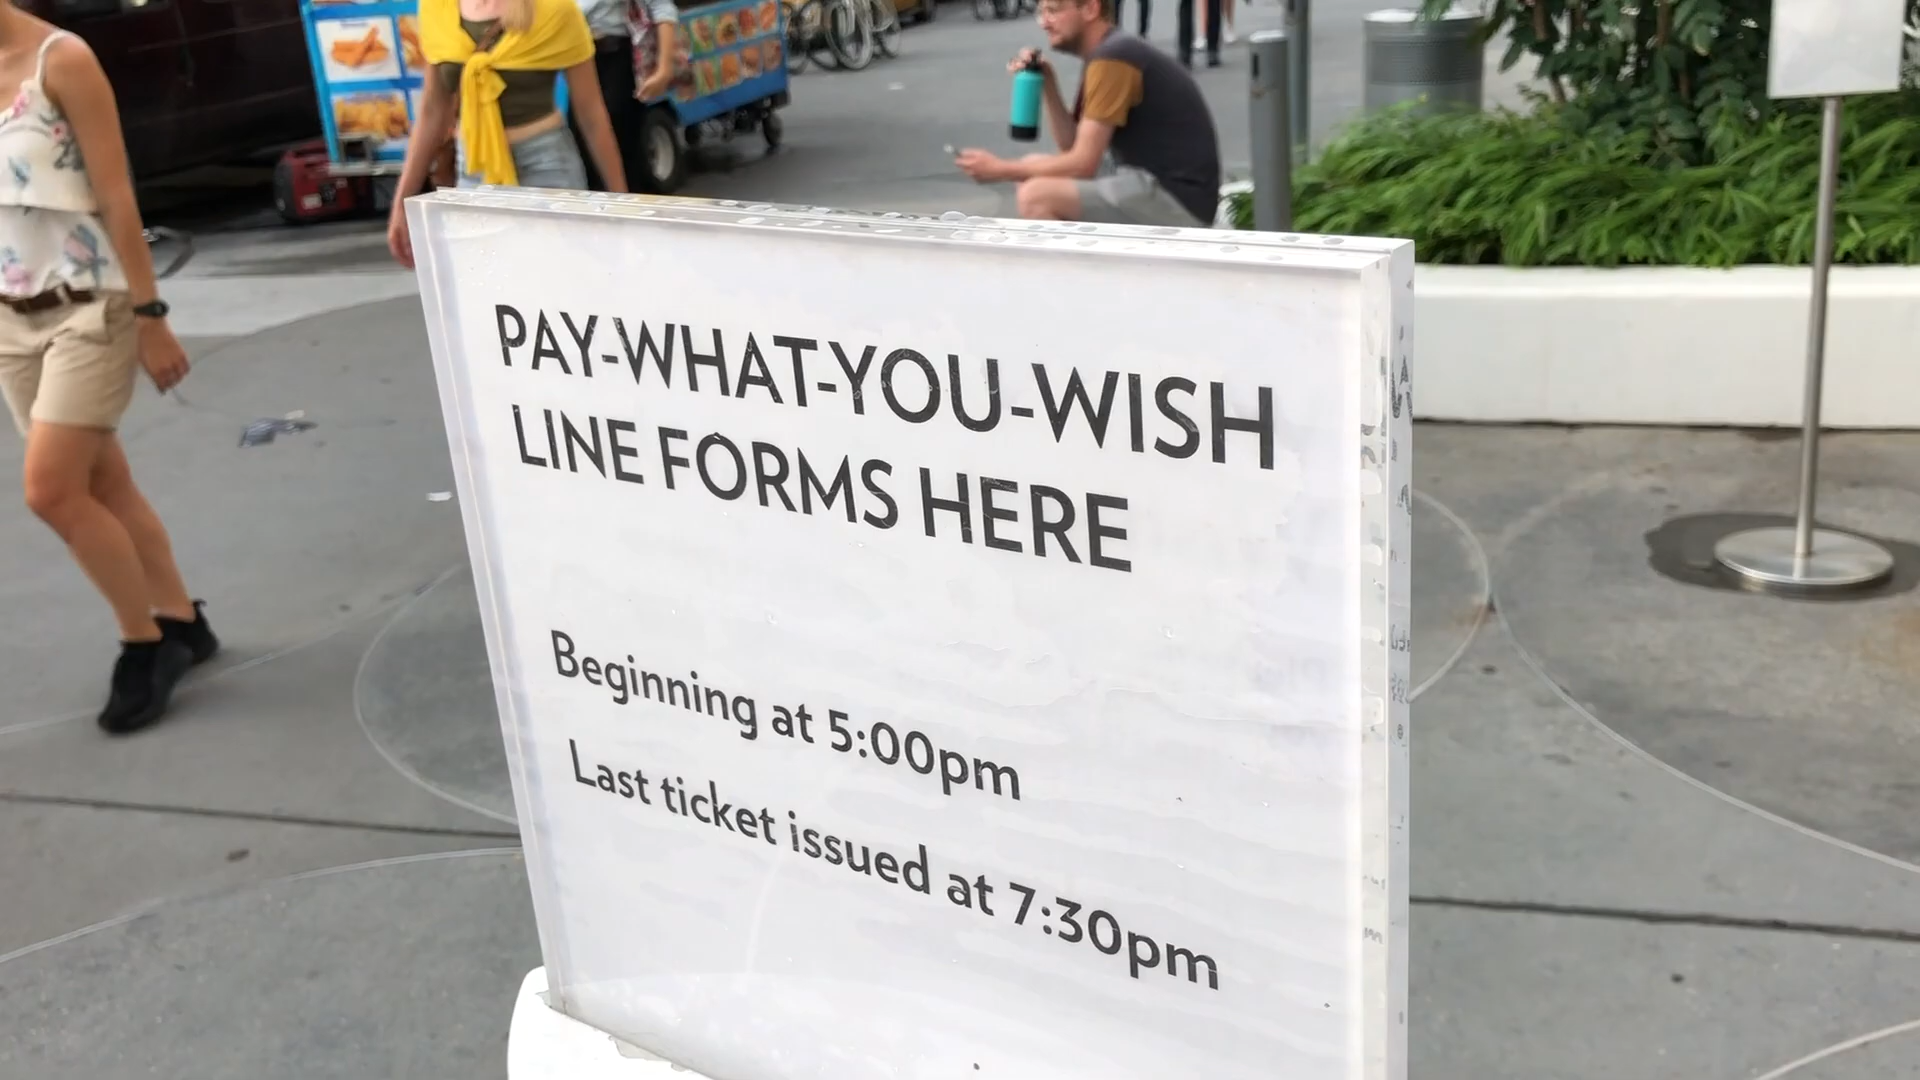 PAY-WHAT-YOU-WISH
LINE FORMS HERE
Beginning at 5:00pm
Last ticket issued at 7:30pm